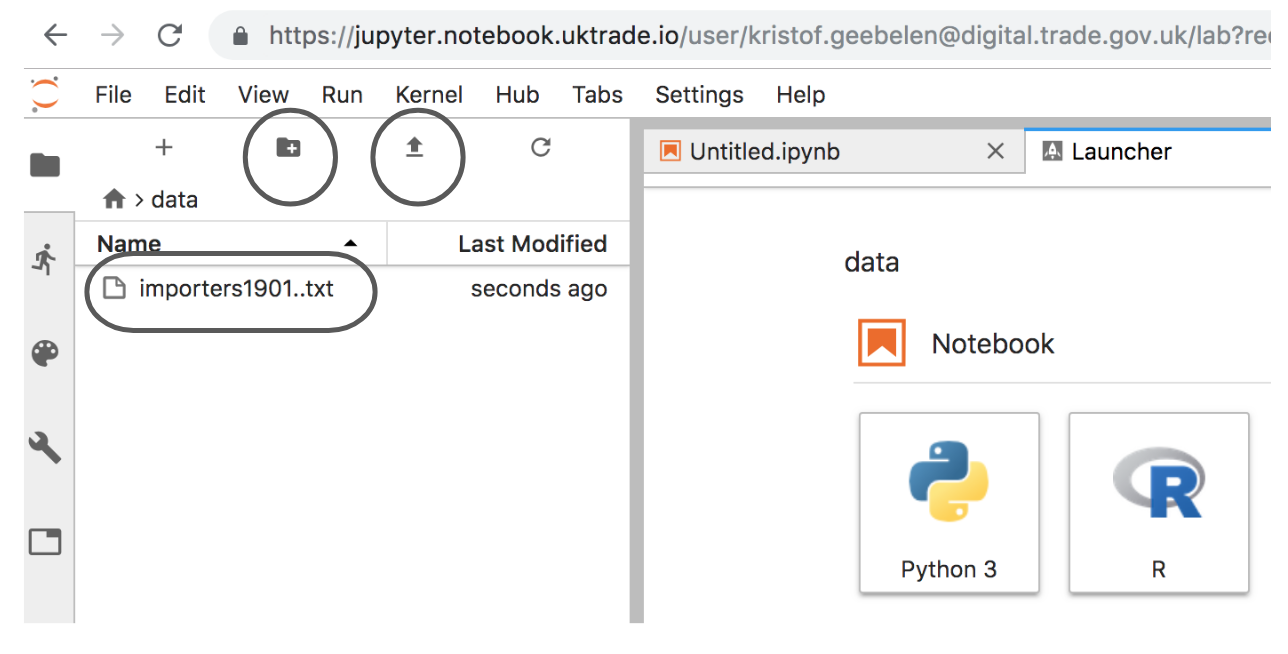 https://jupyter.notebook.uktrade.io/user/kristof.geebelen@digital.trade.gov.uk/lab?re
File Edit View Run Kernel Hub Tabs Settings Help
Untitled.ipynb Launcher
data
Name Last Modified
importers1901..txt seconds ago
data
Notebook
Python 3 R